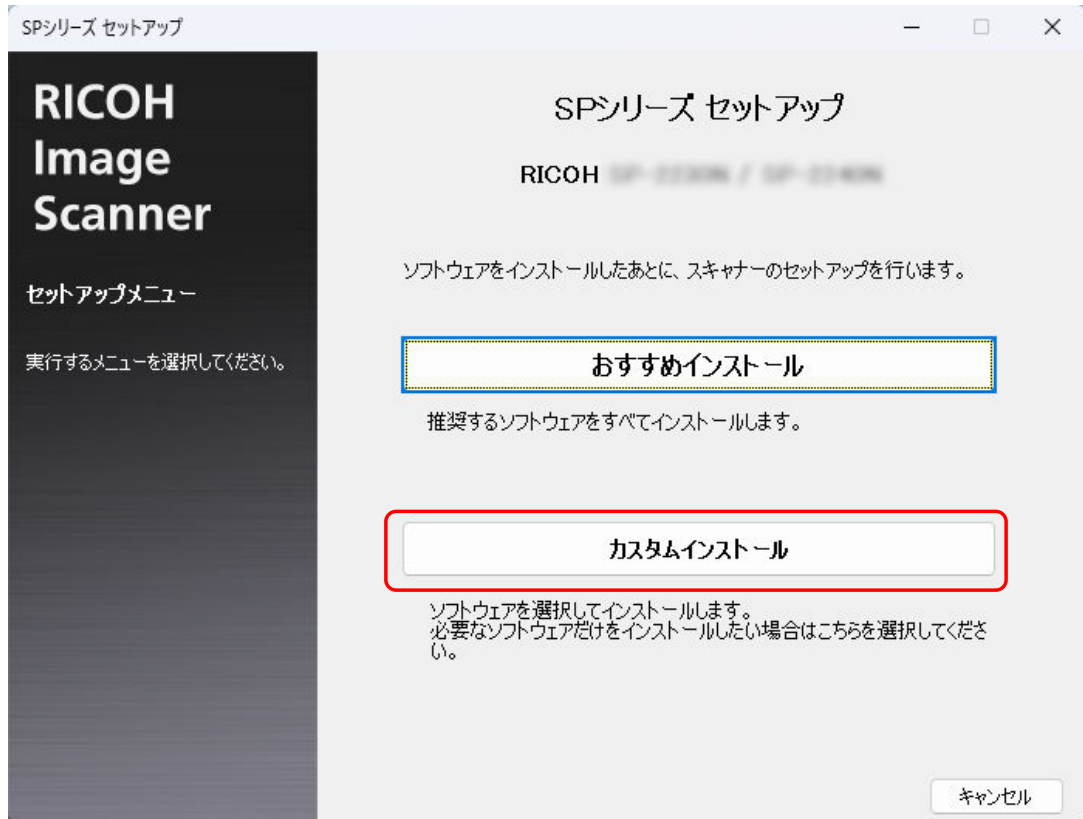 SPシリーズ セットアップ
RICOH
Image
Scanner
セットアップメニュー
実行するメニューを選択してください。
SPシリーズ セットアップ
RICOH
ソフトウェアをインストールしたあとに、スキャナーのセットアップを行います。
おすすめインストール
推奨するソフトウェアをすべてインストールします。
カスタムインストール
ソフトウェアを選択してインストールします。
必要なソフトウェアだけをインストールしたい場合はこちらを選択してくださ
い。
キャンセル